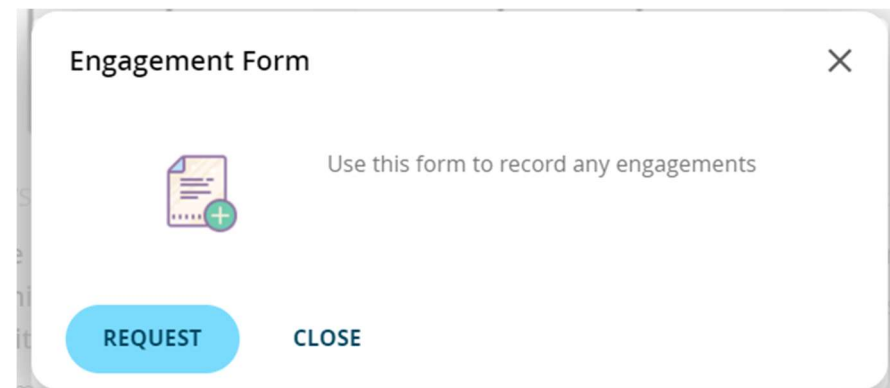 Engagement Form
Use this form to record any engagements
REQUEST
CLOSE